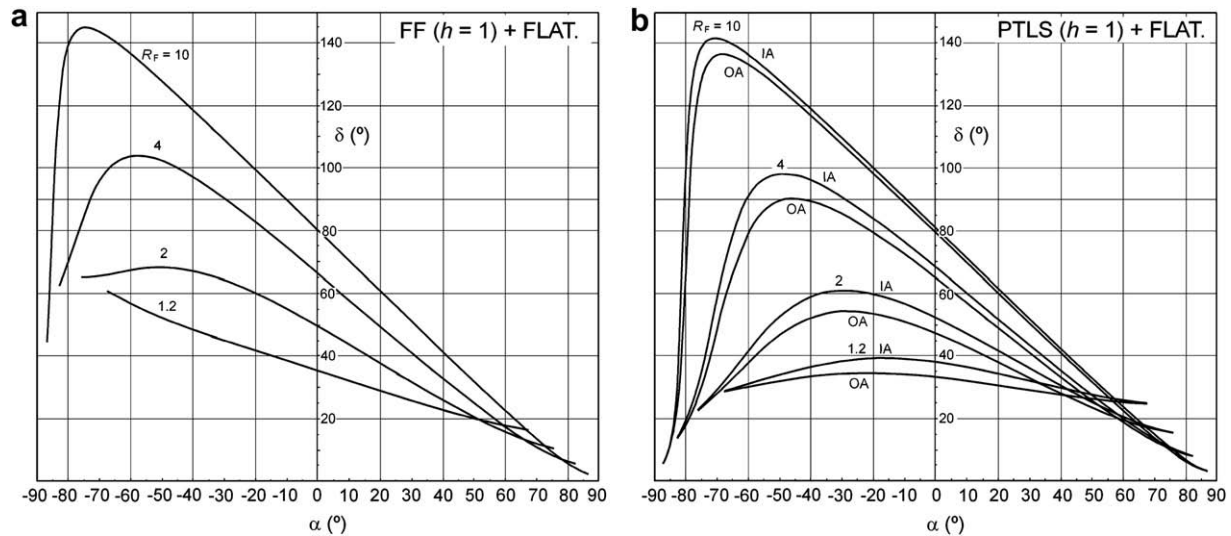 a
FF (h = 1) + FLAT.
R_F = 10
140
120
δ (º)
100
4
80
2
60
1.2
40
20
-90 -80 -70 -60 -50 -40 -30 -20 -10 0 10 20 30 40 50 60 70 80 90
α (º)
b
PTLS (h = 1) + FLAT.
R_F = 10
140
IA
OA
120
δ (º)
100
4
IA
OA
80
2
60
IA
OA
1.2
IA
40
OA
20
-90 -80 -70 -60 -50 -40 -30 -20 -10 0 10 20 30 40 50 60 70 80 90
α (º)